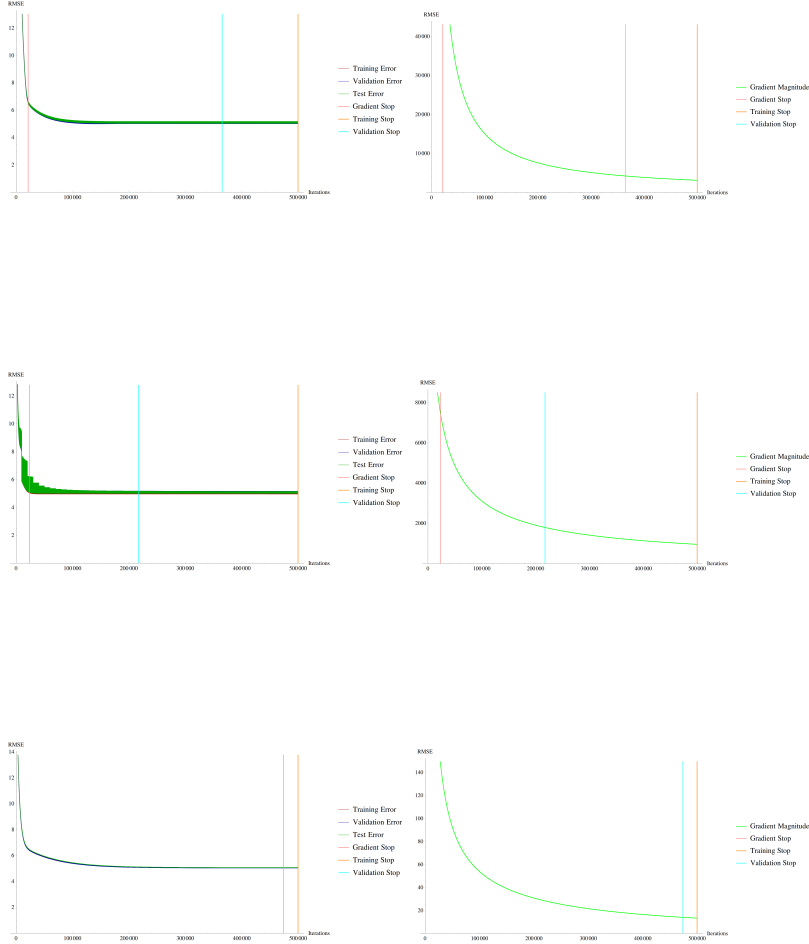 RMSE
12
10
8
6
4
2
0
100000
200000
300000
400000
500000
Iterations
Training Error
Validation Error
Test Error
Gradient Stop
Training Stop
Validation Stop
RMSE
40000
30000
20000
10000
0
100000
200000
300000
400000
500000
Iterations
Gradient Magnitude
Gradient Stop
Training Stop
Validation Stop
RMSE
12
10
8
6
4
2
0
100000
200000
300000
400000
500000
Iterations
Training Error
Validation Error
Test Error
Gradient Stop
Training Stop
Validation Stop
RMSE
8000
6000
4000
2000
0
100000
200000
300000
400000
500000
Iterations
Gradient Magnitude
Gradient Stop
Training Stop
Validation Stop
RMSE
14
12
10
8
6
4
2
0
100000
200000
300000
400000
500000
Iterations
Training Error
Validation Error
Test Error
Gradient Stop
Training Stop
Validation Stop
RMSE
140
120
100
80
60
40
20
0
100000
200000
300000
400000
500000
Iterations
Gradient Magnitude
Gradient Stop
Training Stop
Validation Stop